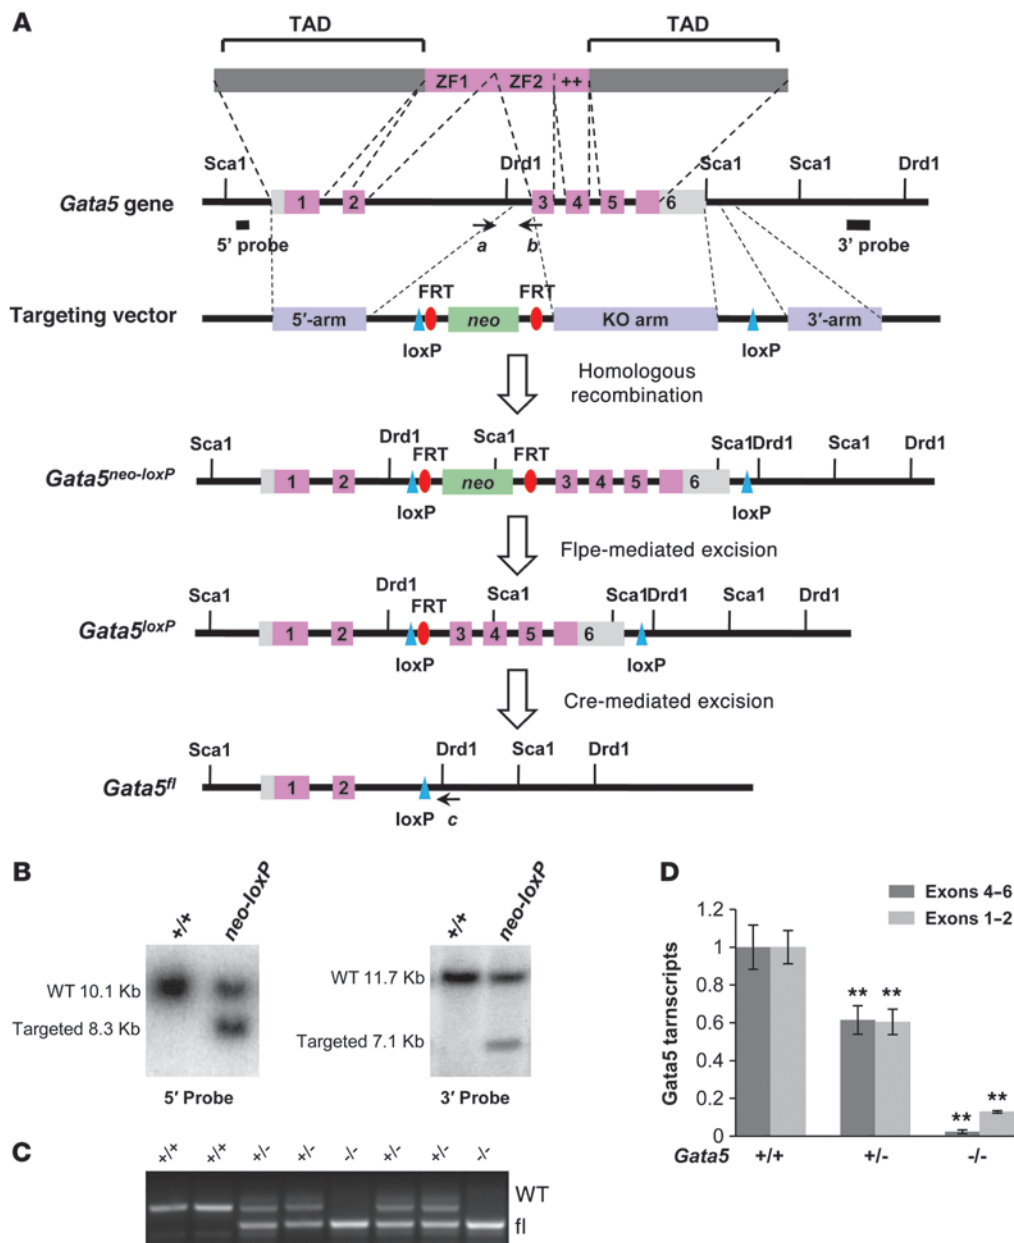 A
TAD TAD
ZF1 ZF2 ++
Sca1 Drd1 Sca1 Sca1 Drd1
Gata5 gene 1 2 3 4 5 6
5' probe a b 3' probe
FRT FRT
Targeting vector 5′-arm neo KO arm 3′-arm
loxP loxP
Homologous
recombination
Sca1 Drd1 Sca1 Sca1 Drd1 Sca1 Drd1
FRT FRT
Gata5neo-loxP 1 2 neo 3 4 5 6
loxP loxP
Flpe-mediated excision
Sca1 Drd1 Sca1 Sca1 Drd1 Sca1 Drd1
FRT
Gata5loxP 1 2 3 4 5 6
loxP loxP
Cre-mediated excision
Sca1 Drd1 Sca1 Drd1
Gata5fl 1 2
loxP c
B
+/+ neo-loxP
WT 10.1 Kb
Targeted 8.3 Kb
5′ Probe
+/+ neo-loxP
WT 11.7 Kb
Targeted 7.1 Kb
3′ Probe
C
+/+ +/+ +/- +/- -/- +/- +/- -/-
WT
fl
D
Exons 4–6
Exons 1–2
Gata5 tarnscripts
1.2
1
0.8
0.6
0.4
0.2
0
** **
** **
Gata5 +/+ +/- -/-